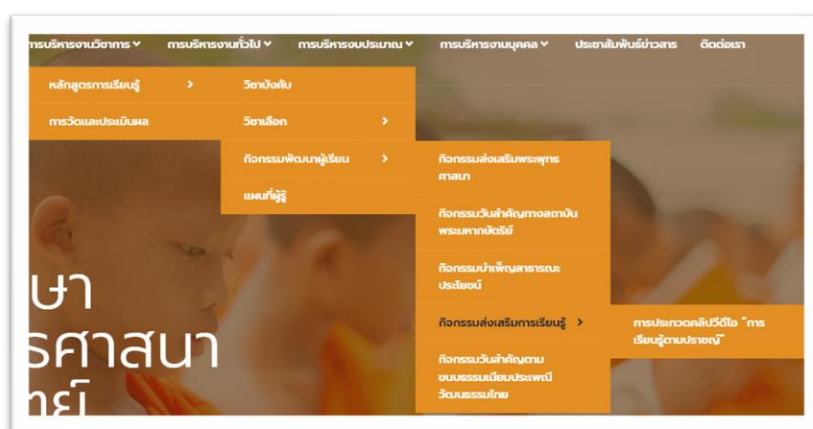 การบริหารงานวิชาการ การบริหารงานทั่วไป การบริหารงบประมาณ การบริหารงานบุคคล ประชาสัมพันธ์ข่าวสาร ติดต่อเรา
หลักสูตรการเรียนรู้
การวัดและประเมินผล
วิชาบังคับ
วิชาเลือก
กิจกรรมพัฒนาผู้เรียน
แผนที่ผู้รู้
กิจกรรมส่งเสริมพระพุทธ
ศาสนา
กิจกรรมวันสำคัญทางสถาบัน
พระมหากษัตริย์
กิจกรรมบำเพ็ญสาธารณะ
ประโยชน์
กิจกรรมส่งเสริมการเรียนรู้
กิจกรรมวันสำคัญตาม
ขนบธรรมเนียมประเพณี
วัฒนธรรมไทย
การประกวดคลิปวีดีโอ "การ
เรียนรู้ตามปราชญ์"
ษา
รศาสนา